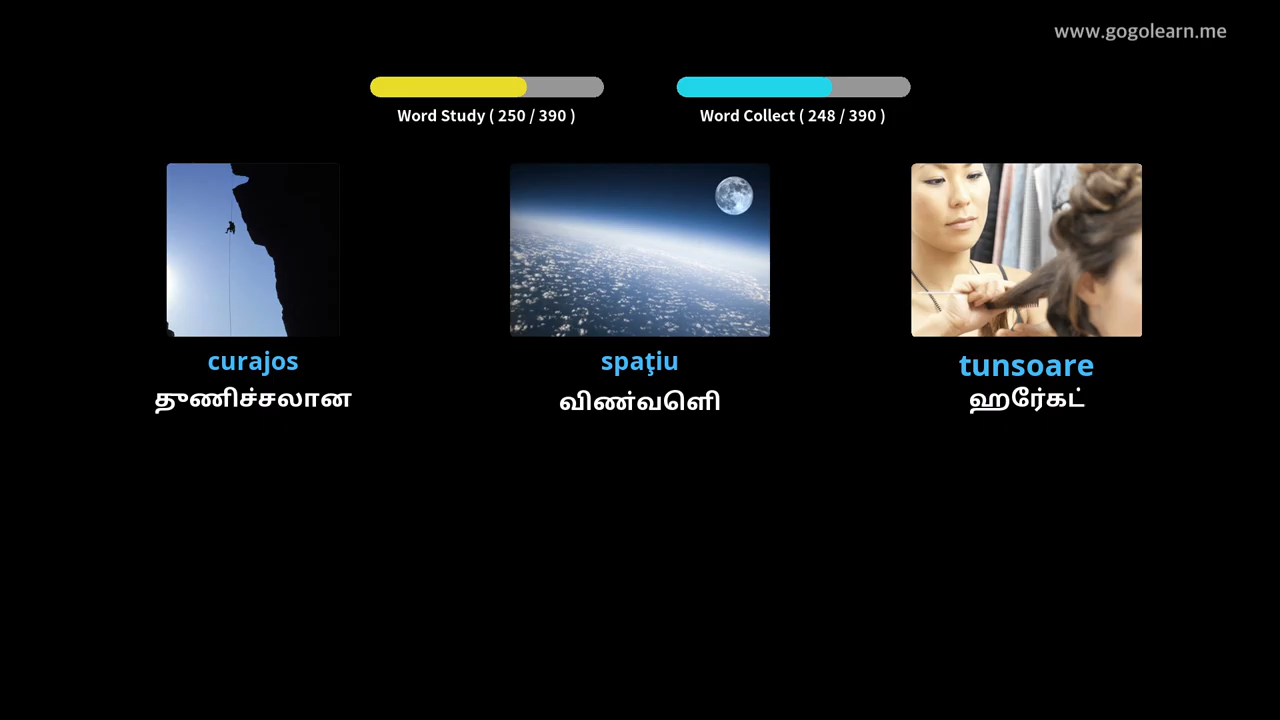 www.gogolearn.me
Word Study ( 250 / 390 )
Word Collect ( 248 / 390 )
curajos
spaţiu
tunsoare
துணிச்சலான
விண்வெளி
ஹேர்கட்